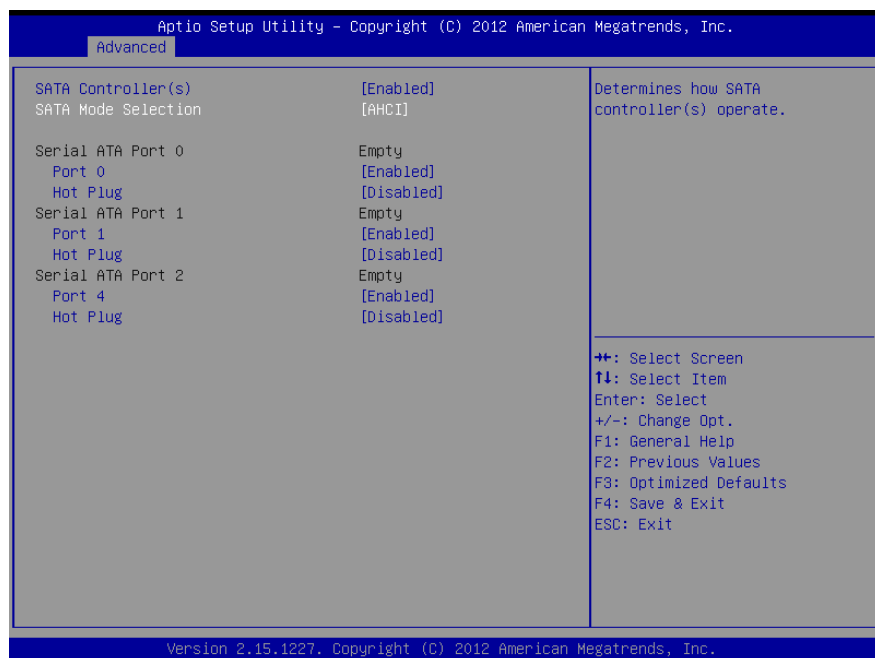 Aptio Setup Utility – Copyright (C) 2012 American Megatrends, Inc.
Advanced
SATA Controller(s) [Enabled]
SATA Mode Selection [AHCI]
Serial ATA Port 0 Empty
Port 0 [Enabled]
Hot Plug [Disabled]
Serial ATA Port 1 Empty
Port 1 [Enabled]
Hot Plug [Disabled]
Serial ATA Port 2 Empty
Port 4 [Enabled]
Hot Plug [Disabled]
Determines how SATA
controller(s) operate.
→←: Select Screen
↑↓: Select Item
Enter: Select
+/-: Change Opt.
F1: General Help
F2: Previous Values
F3: Optimized Defaults
F4: Save & Exit
ESC: Exit
Version 2.15.1227. Copyright (C) 2012 American Megatrends, Inc.